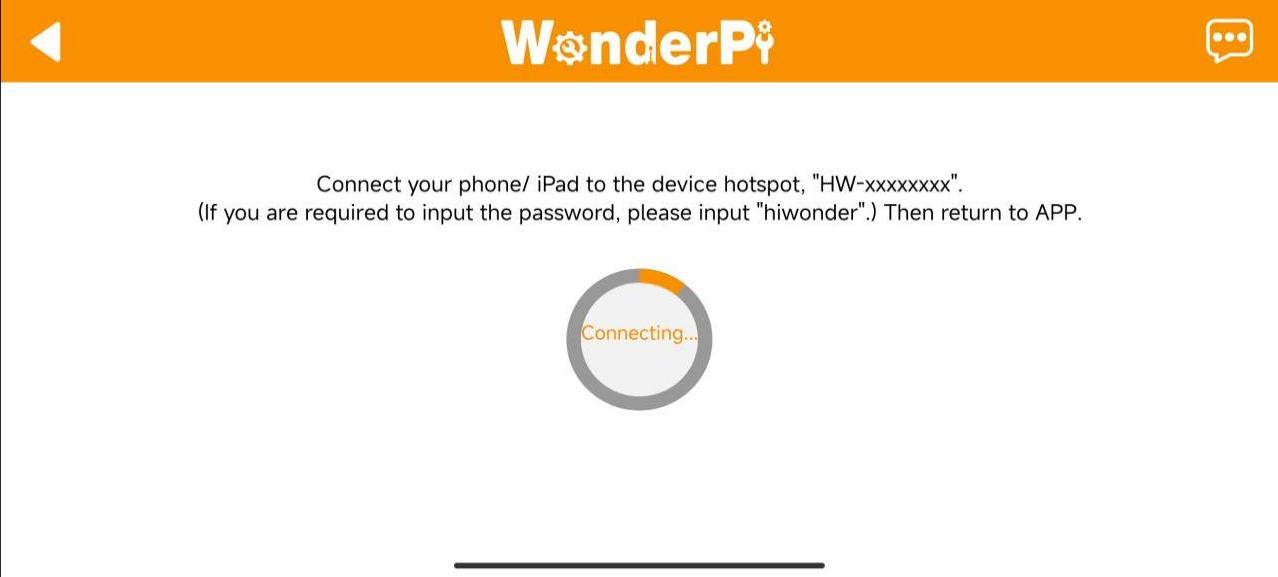 WonderPi
Connect your phone/ iPad to the device hotspot, "HW-xxxxxxxx".
(If you are required to input the password, please input "hiwonder".) Then return to APP.
Connecting...